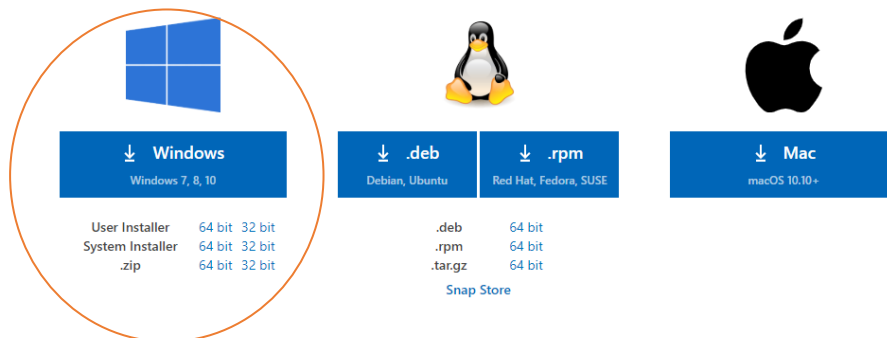 Windows
Windows 7, 8, 10
User Installer 64 bit 32 bit
System Installer 64 bit 32 bit
.zip 64 bit 32 bit
.deb
Debian, Ubuntu
.rpm
Red Hat, Fedora, SUSE
.deb 64 bit
.rpm 64 bit
.tar.gz 64 bit
Snap Store
Mac
macOS 10.10+